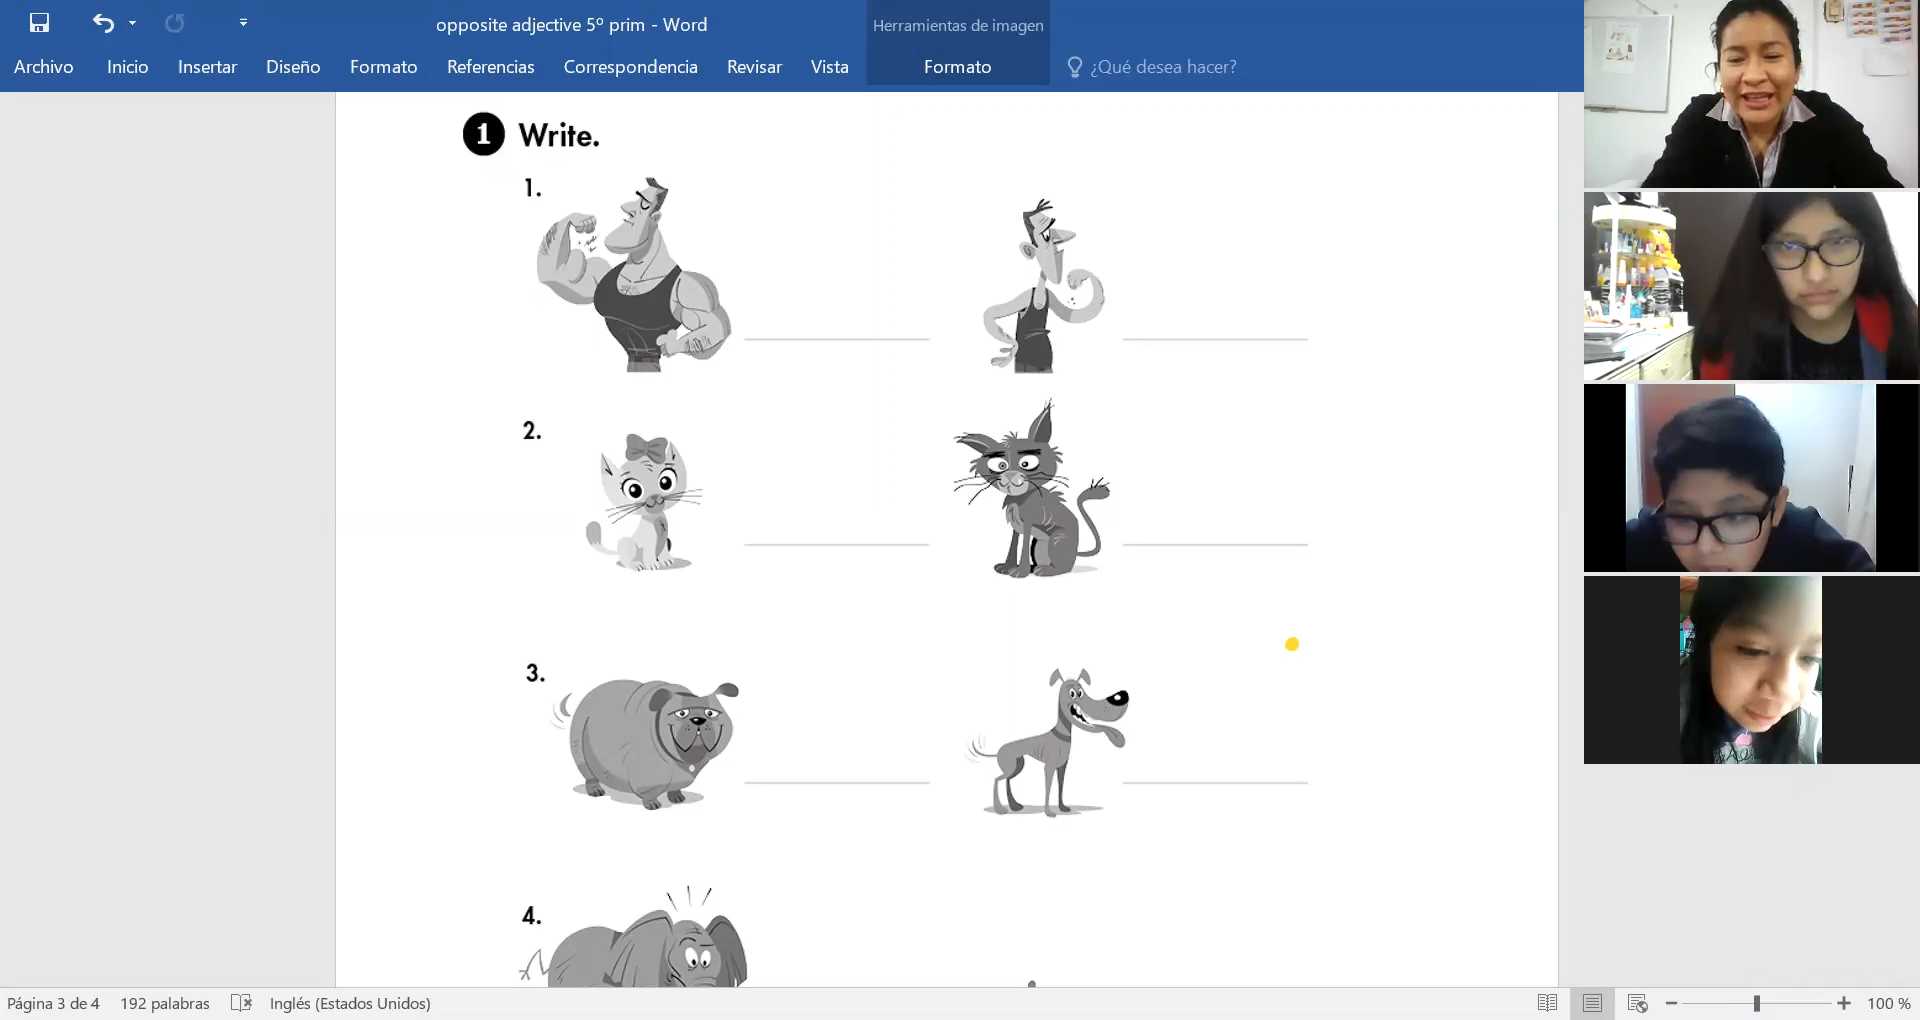 opposite adjective 5º prim - Word
Herramientas de imagen
Archivo Inicio Insertar Diseño Formato Referencias Correspondencia Revisar Vista Formato ¿Qué desea hacer?
1 Write.
1.
2.
3.
4.
Página 3 de 4 192 palabras Inglés (Estados Unidos) 100 %